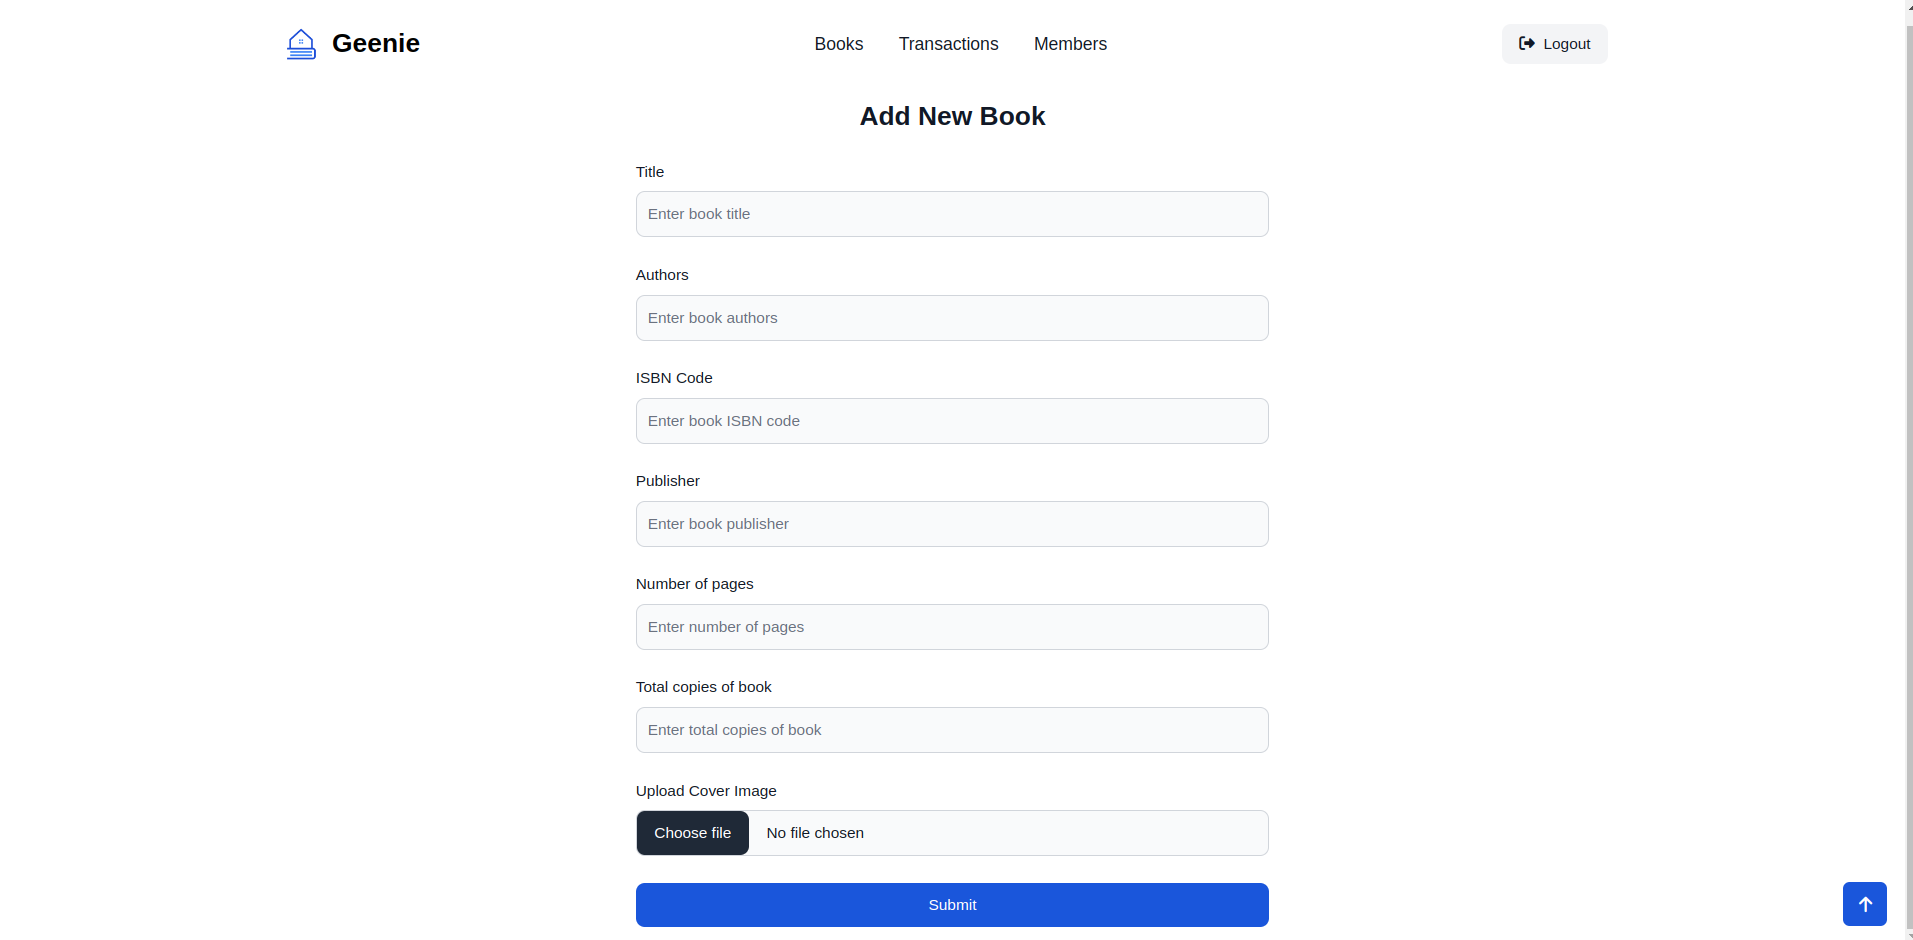 Geenie
Books Transactions Members
Logout
Add New Book
Title
Enter book title
Authors
Enter book authors
ISBN Code
Enter book ISBN code
Publisher
Enter book publisher
Number of pages
Enter number of pages
Total copies of book
Enter total copies of book
Upload Cover Image
Choose file No file chosen
Submit